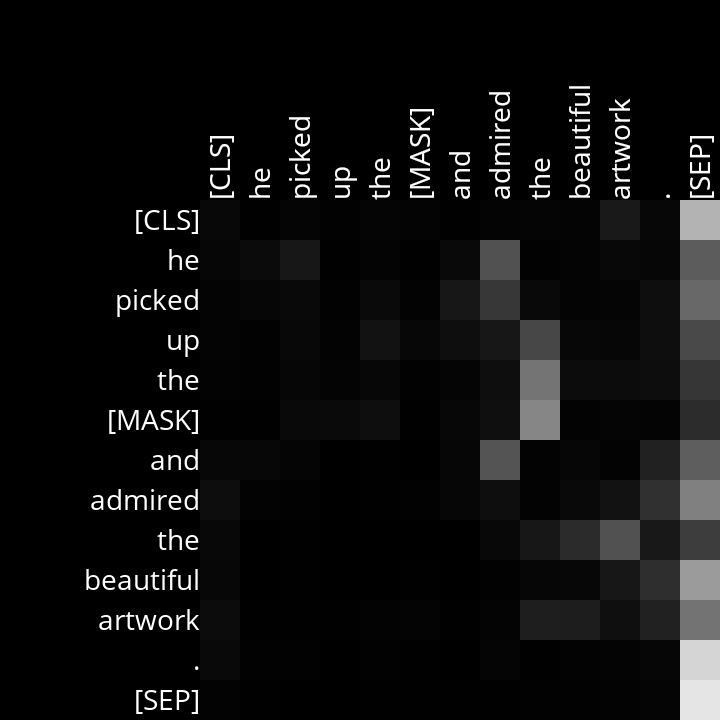 [CLS] he picked up the [MASK] and admired the beautiful artwork . [SEP]
[CLS]
he
picked
up
the
[MASK]
and
admired
the
beautiful
artwork
.
[SEP]